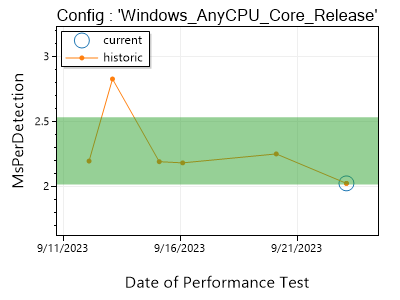 Config : 'Windows_AnyCPU_Core_Release'
current
historic
3
2.5
2
MsPerDetection
9/11/2023
9/16/2023
9/21/2023
Date of Performance Test